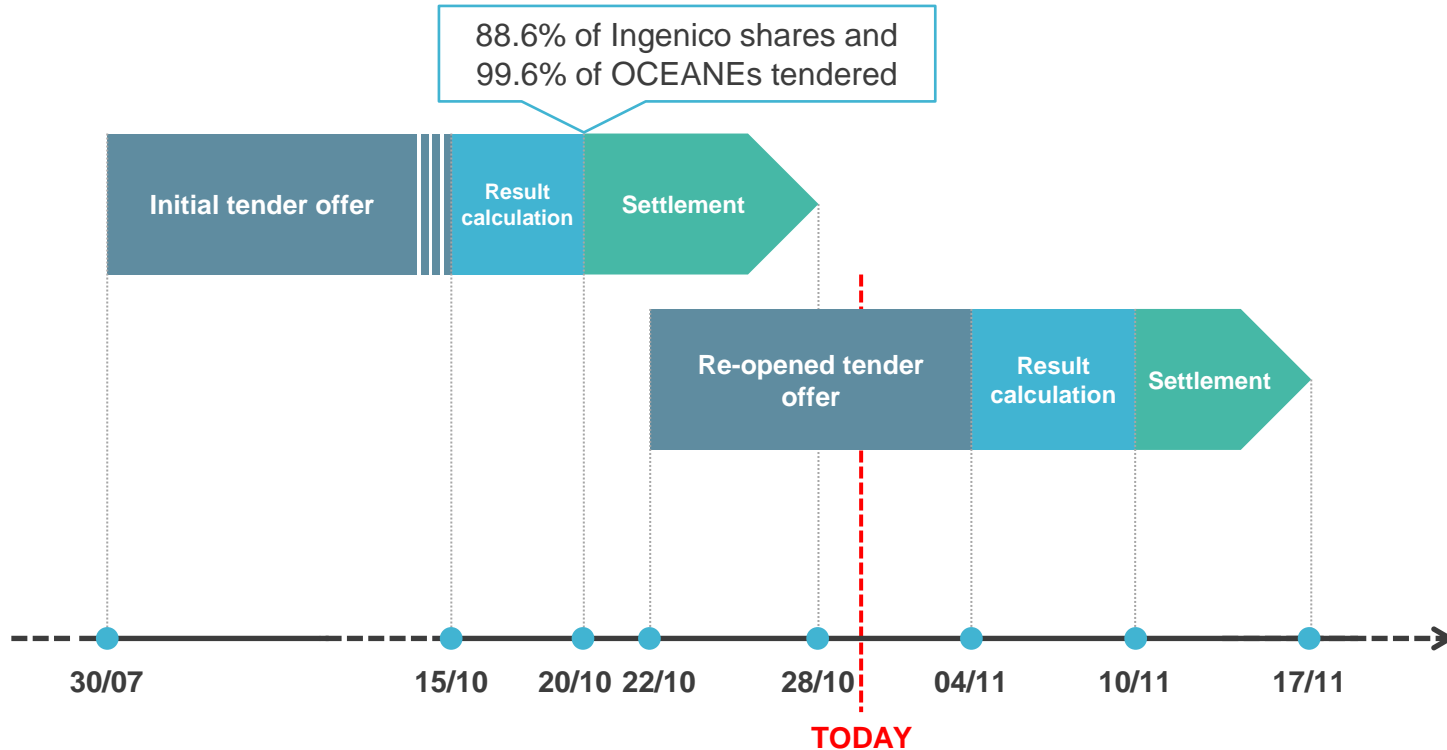 88.6% of Ingenico shares and
99.6% of OCEANEs tendered
Initial tender offer
Result
calculation
Settlement
Re-opened tender
offer
Result
calculation
Settlement
30/07
15/10
20/10
22/10
28/10
04/11
10/11
17/11
TODAY